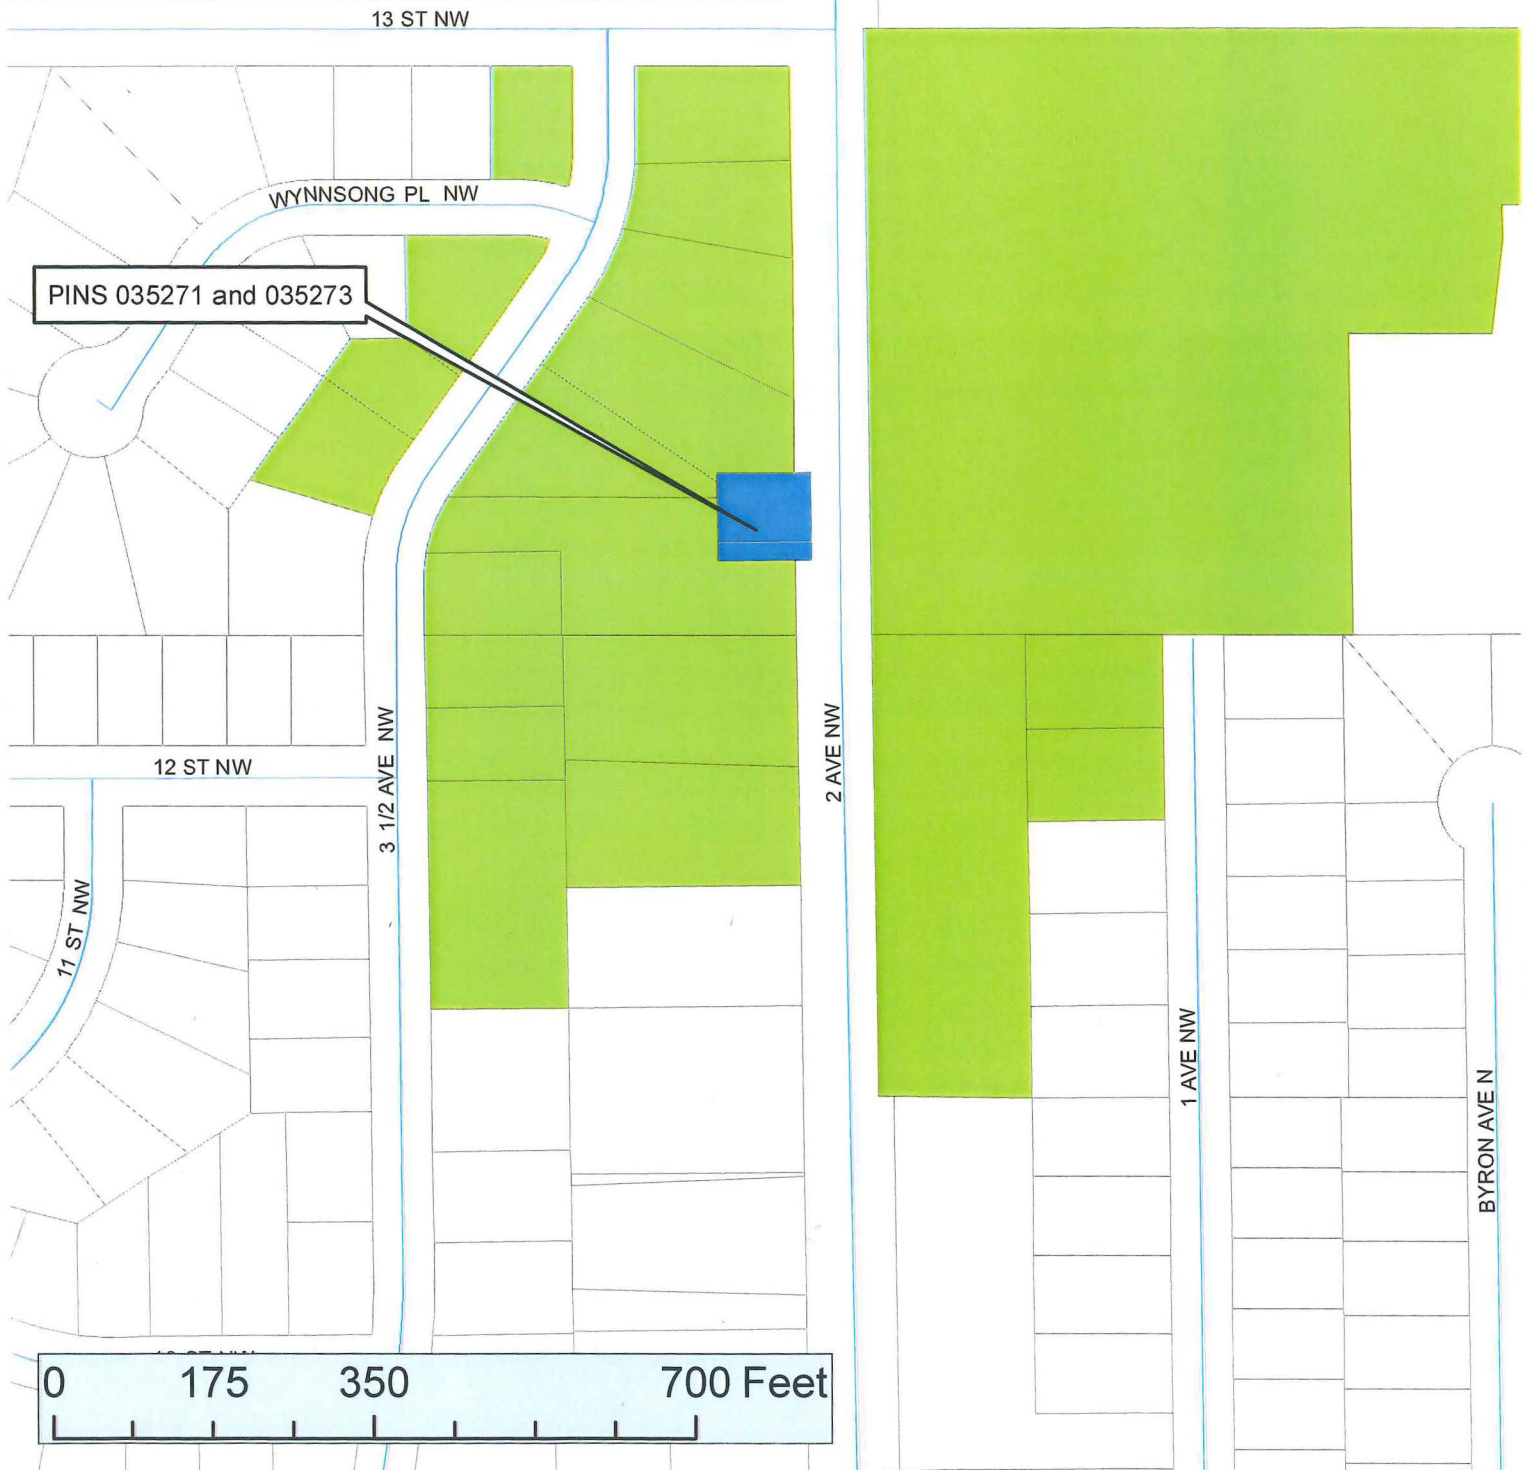 13 ST NW
WYNNSONG PL NW
PINS 035271 and 035273
2 AVE NW
3 1/2 AVE NW
12 ST NW
11 ST NW
1 AVE NW
BYRON AVE N
0 175 350 700 Feet